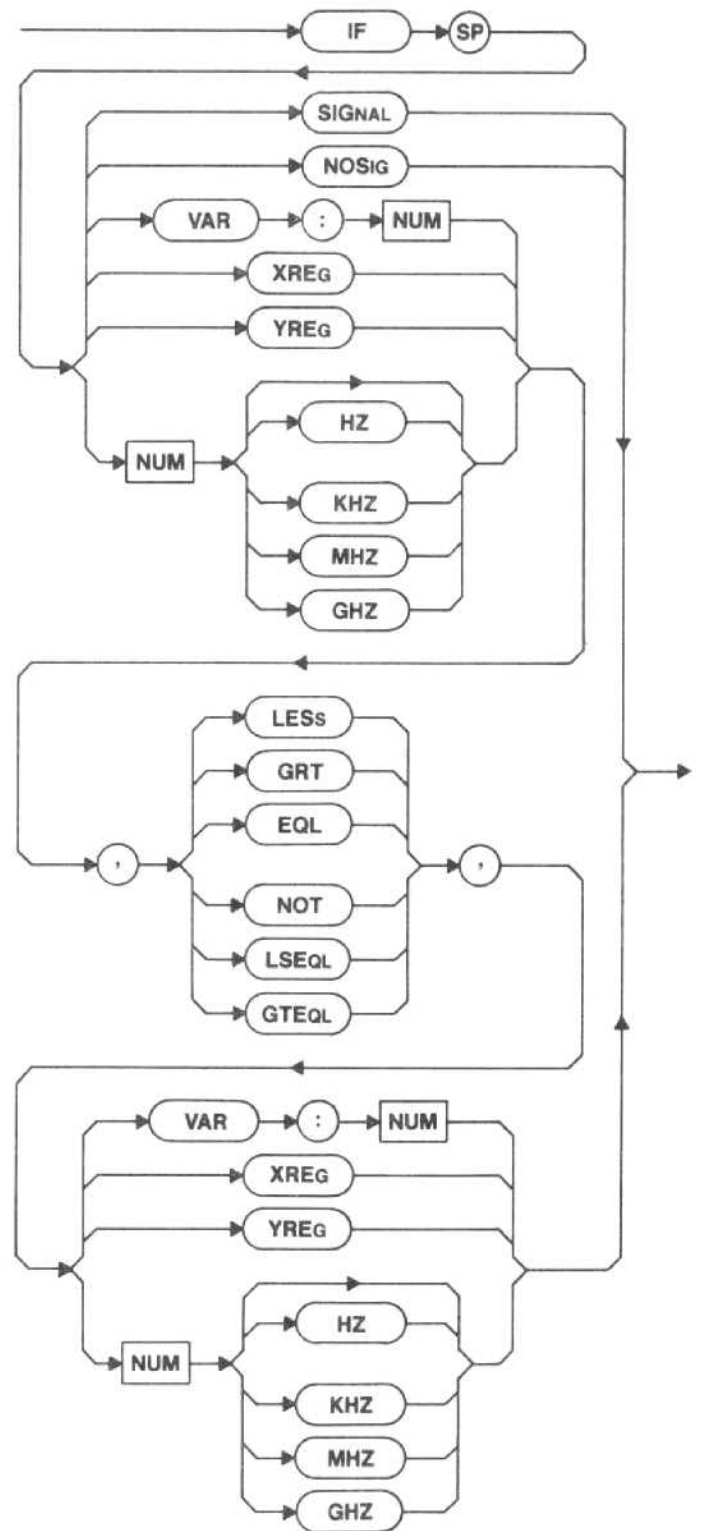 IF SP
SIGNAL
NOSIG
VAR : NUM
XREG
YREG
HZ
NUM
KHZ
MHZ
GHZ
LESS
GRT
EQL
, ,
NOT
LSEQL
GTEQL
VAR : NUM
XREG
YREG
HZ
NUM
KHZ
MHZ
GHZ